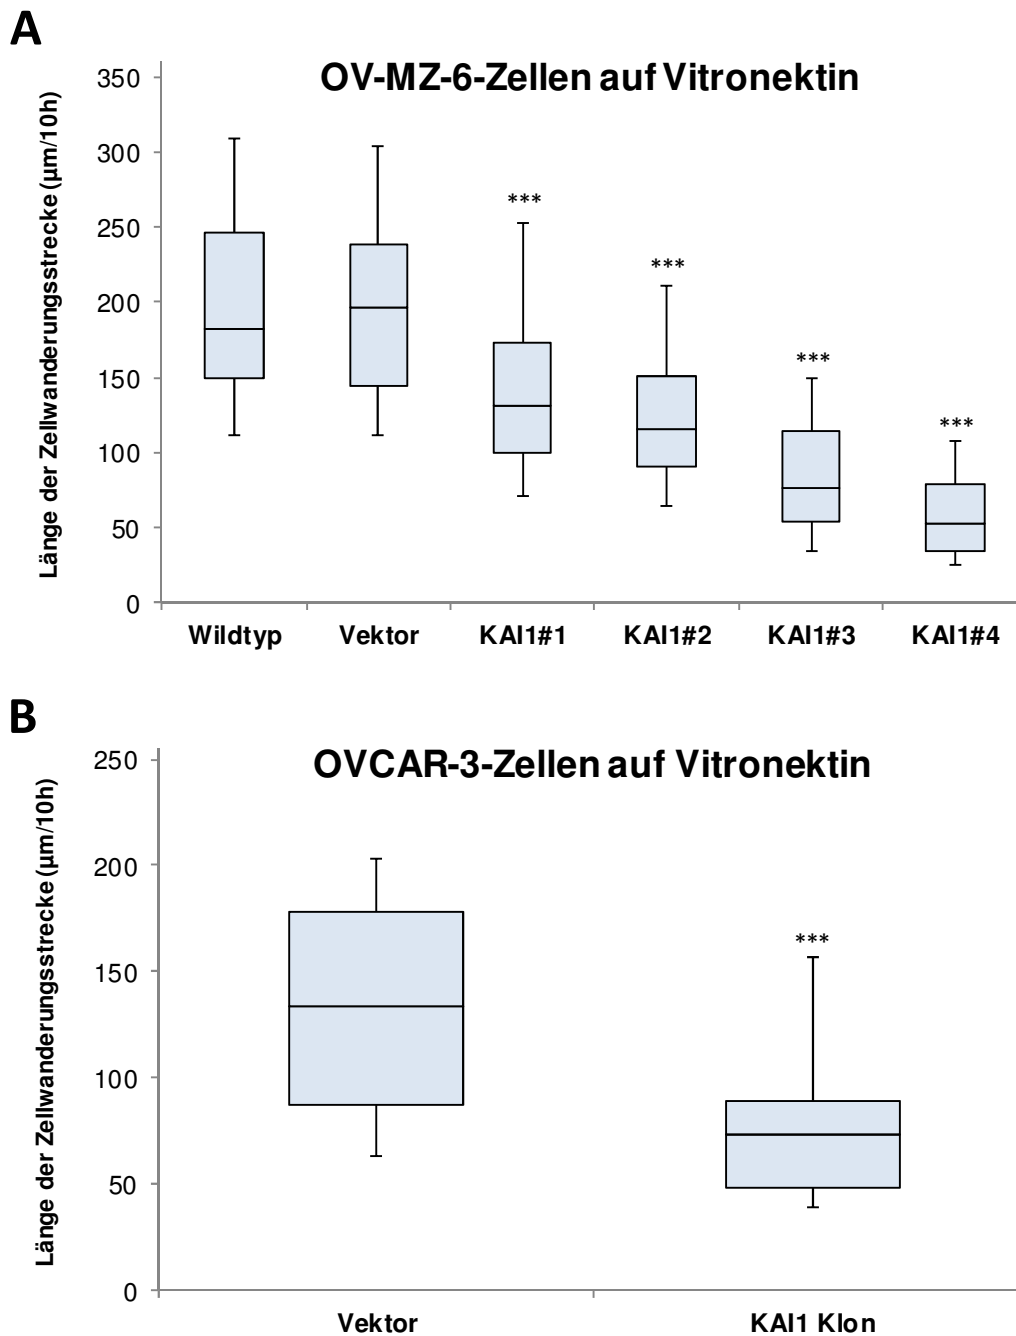 A
OV-MZ-6-Zellen auf Vitronektin
Länge der Zellwanderungsstrecke (µm/10h)
350
300
250
200
150
100
50
0
***
***
***
***
Wildtyp Vektor KAI1#1 KAI1#2 KAI1#3 KAI1#4
B
OVCAR-3-Zellen auf Vitronektin
Länge der Zellwanderungsstrecke (µm/10h)
250
200
150
100
50
0
***
Vektor KAI1 Klon